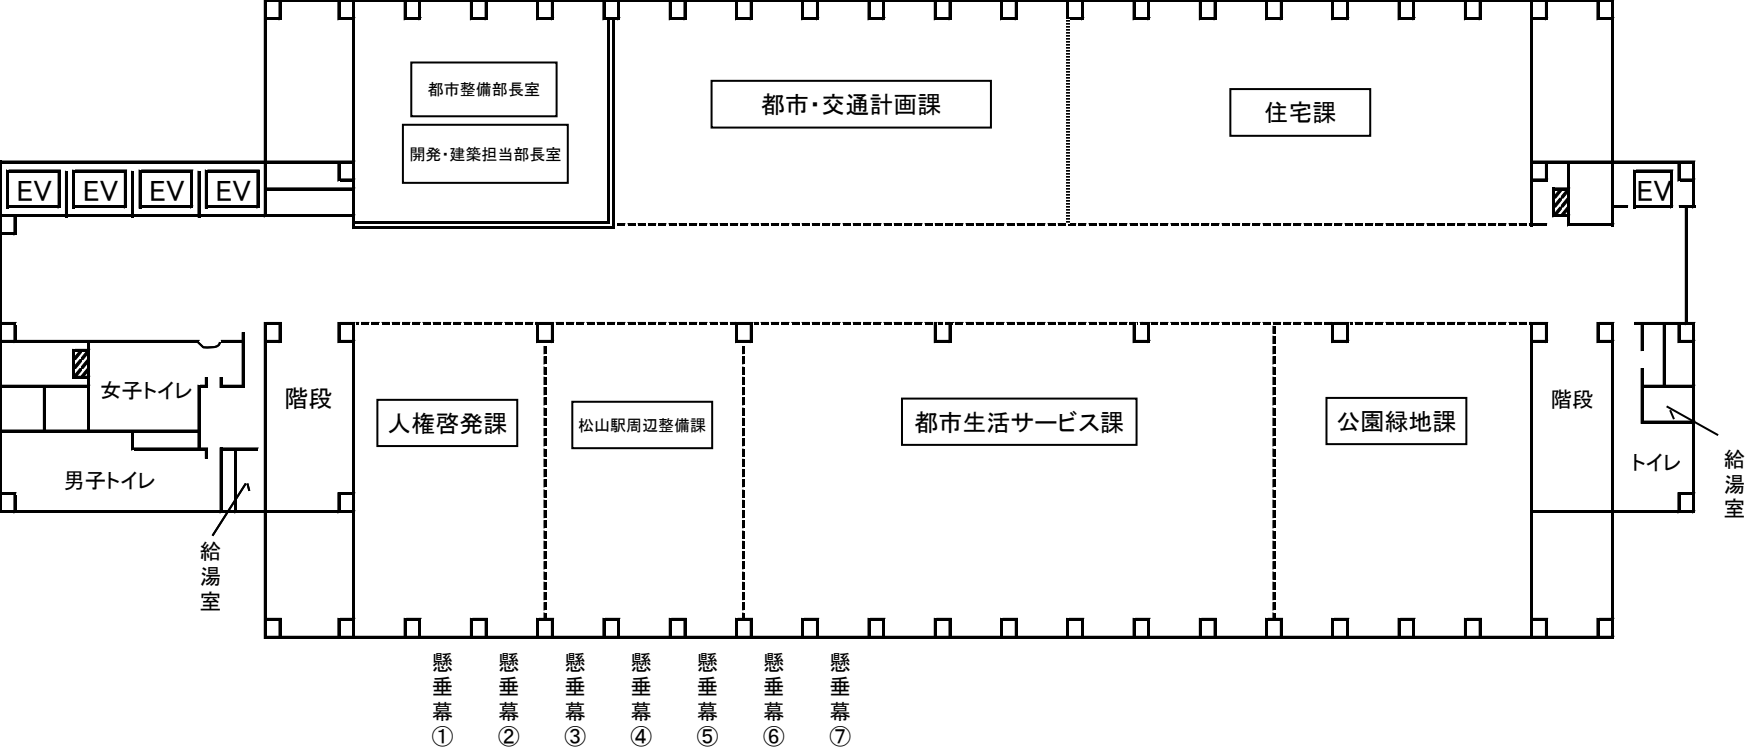 都市整備部長室
開発・建築担当部長室
都市・交通計画課
住宅課
EV
EV
EV
EV
EV
女子トイレ
男子トイレ
給湯室
階段
人権啓発課
松山駅周辺整備課
都市生活サービス課
公園緑地課
階段
トイレ
給湯室
懸垂幕①
懸垂幕②
懸垂幕③
懸垂幕④
懸垂幕⑤
懸垂幕⑥
懸垂幕⑦